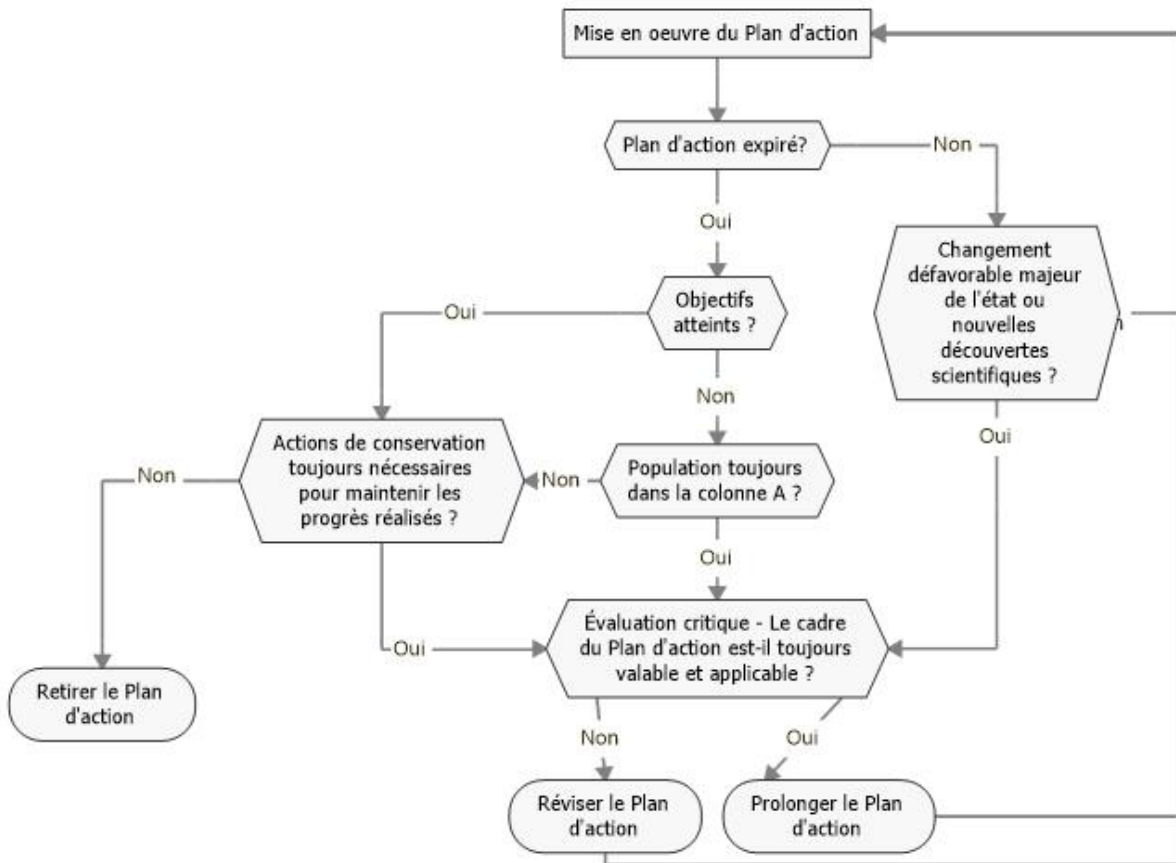 Mise en oeuvre du Plan d'action
Plan d'action expiré?
Non
Oui
Changement
défavorable majeur
de l'état ou
nouvelles
découvertes
scientifiques ?
Objectifs
atteints ?
Oui
Non
Oui
Actions de conservation
toujours nécessaires
pour maintenir les
progrès réalisés ?
Non
Non
Population toujours
dans la colonne A ?
Oui
Évaluation critique - Le cadre
du Plan d'action est-il toujours
valable et applicable ?
Oui
Retirer le Plan
d'action
Non
Oui
Réviser le Plan
d'action
Prolonger le Plan
d'action